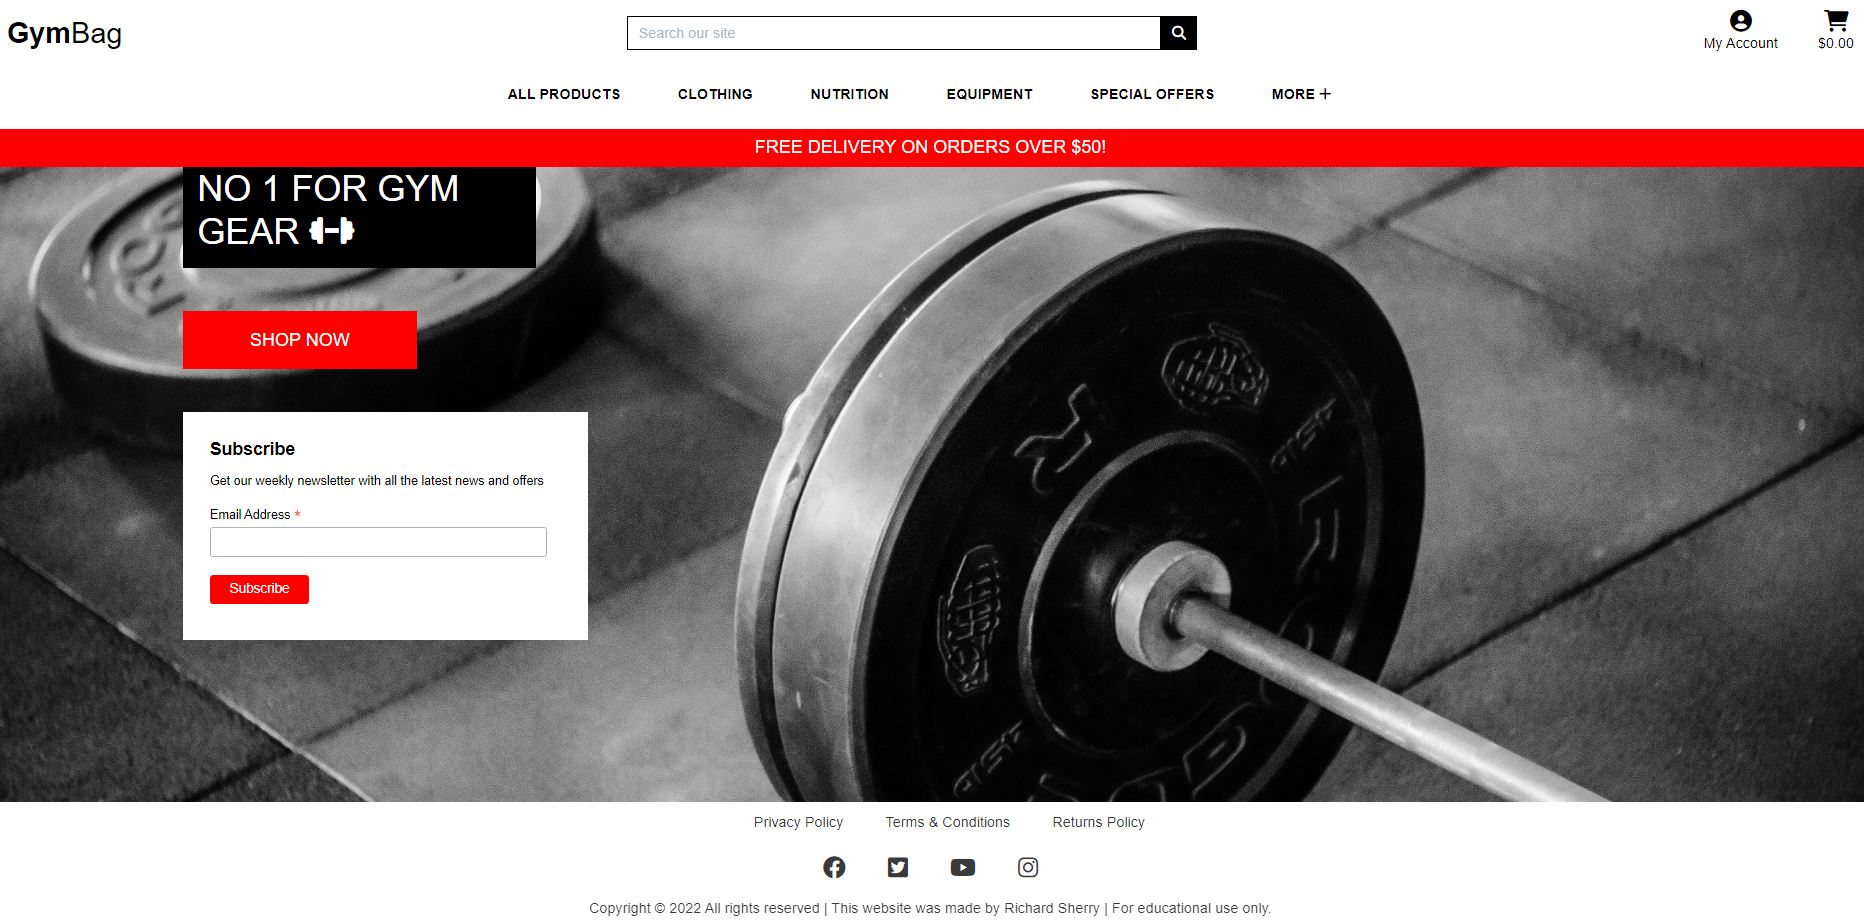 GymBag
Search our site
My Account
$0.00
ALL PRODUCTS
CLOTHING
NUTRITION
EQUIPMENT
SPECIAL OFFERS
MORE +
FREE DELIVERY ON ORDERS OVER $50!
NO 1 FOR GYM
GEAR
SHOP NOW
Subscribe
Get our weekly newsletter with all the latest news and offers
Email Address *
Subscribe
Privacy Policy
Terms & Conditions
Returns Policy
Copyright © 2022 All rights reserved | This website was made by Richard Sherry | For educational use only.